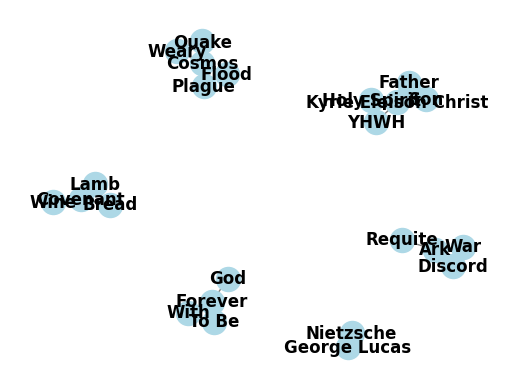 Quake
Weary
Cosmos
Flood
Plague
Father
Holy Spirit
Son
Kyrie Eleison
Christ
YHWH
Lamb
Covenant
Wine
Bread
Requite
War
Ark
Discord
God
Forever
With
To Be
Nietzsche
George Lucas